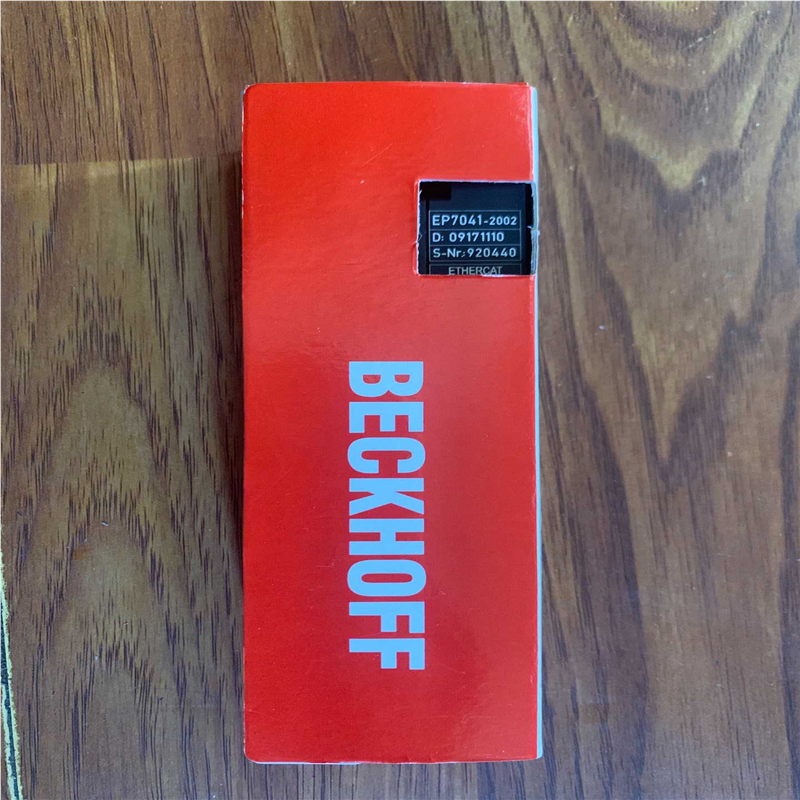 EP7041-2002
D: 09171110
S-Nr: 920440
ETHERCAT
BECKHOFF